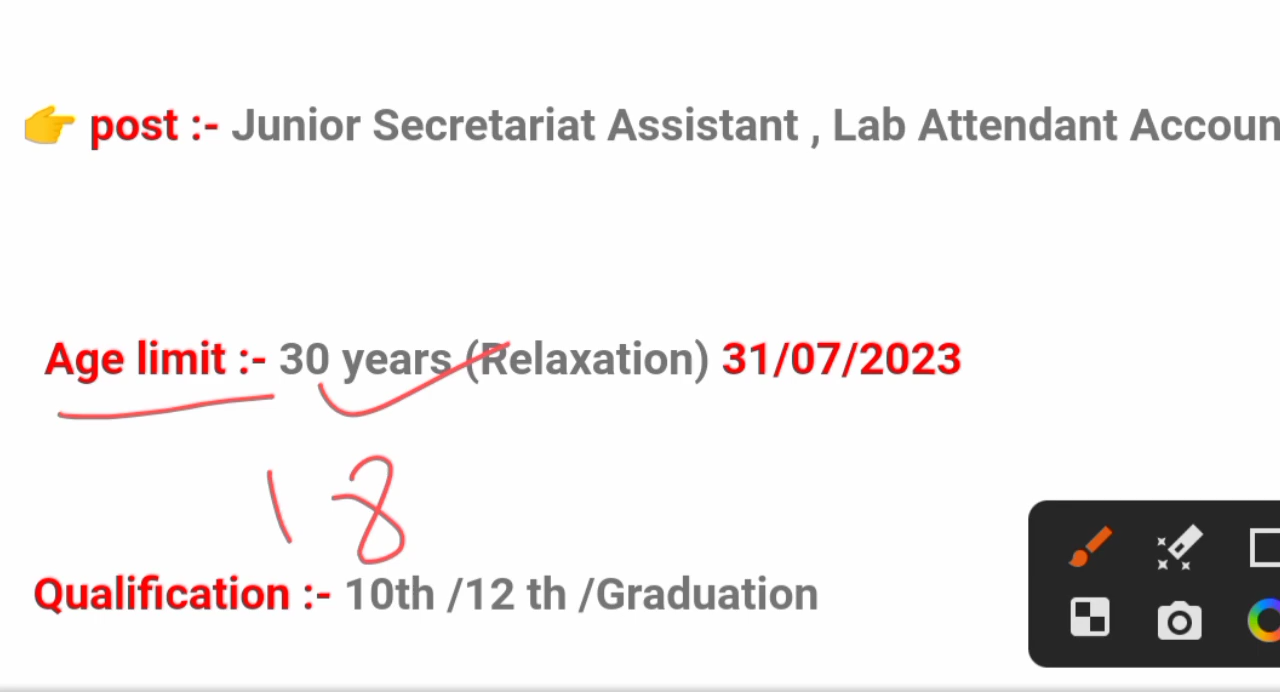 👉 post :- Junior Secretariat Assistant , Lab Attendant Accoun
Age limit :- 30 years (Relaxation) 31/07/2023
18
Qualification :- 10th /12 th /Graduation